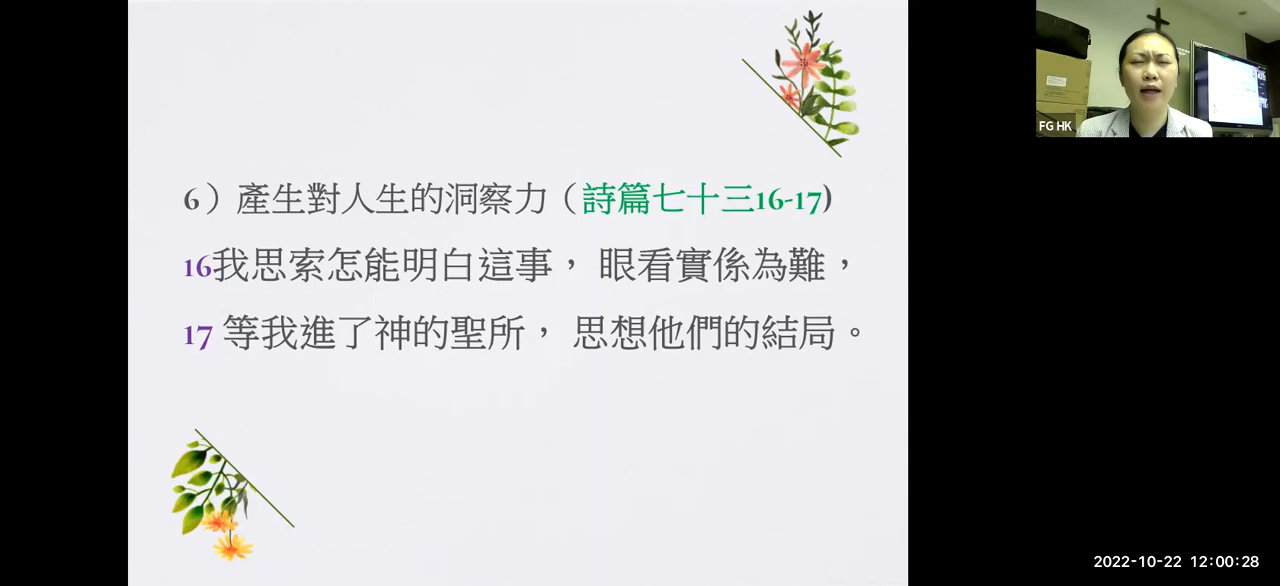 6）產生對人生的洞察力（詩篇七十三16-17)
16我思索怎能明白這事， 眼看實係為難，
17 等我進了神的聖所， 思想他們的結局。
FG HK
2022-10-22 12:00:28